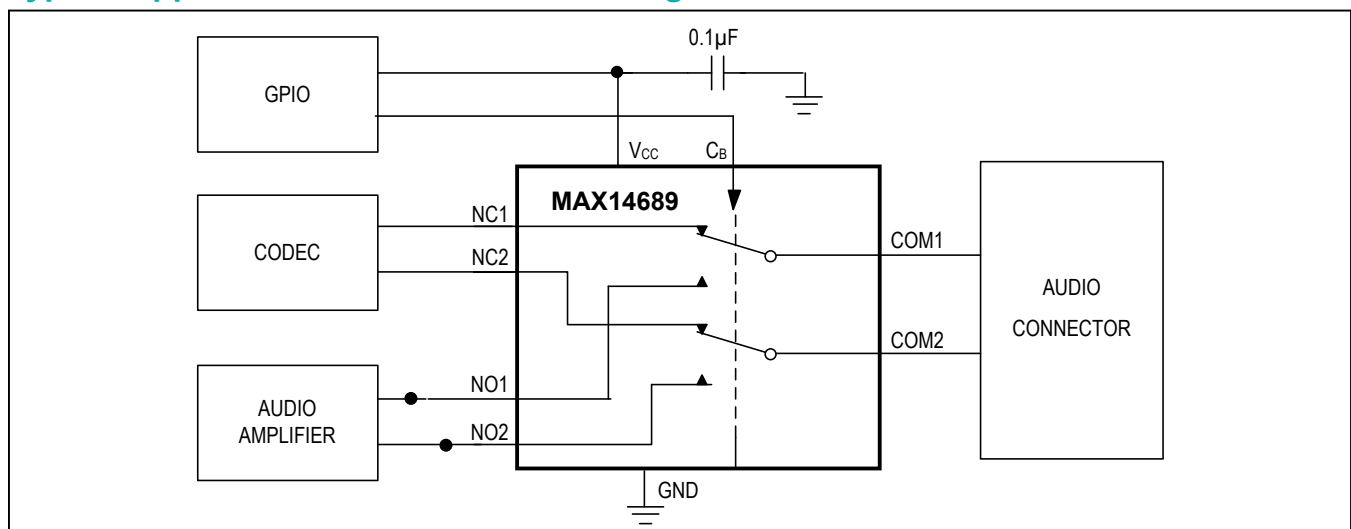 0.1µF
GPIO
VCC
CB
MAX14689
NC1
CODEC
NC2
COM1
AUDIO
CONNECTOR
COM2
NO1
AUDIO
AMPLIFIER
NO2
GND